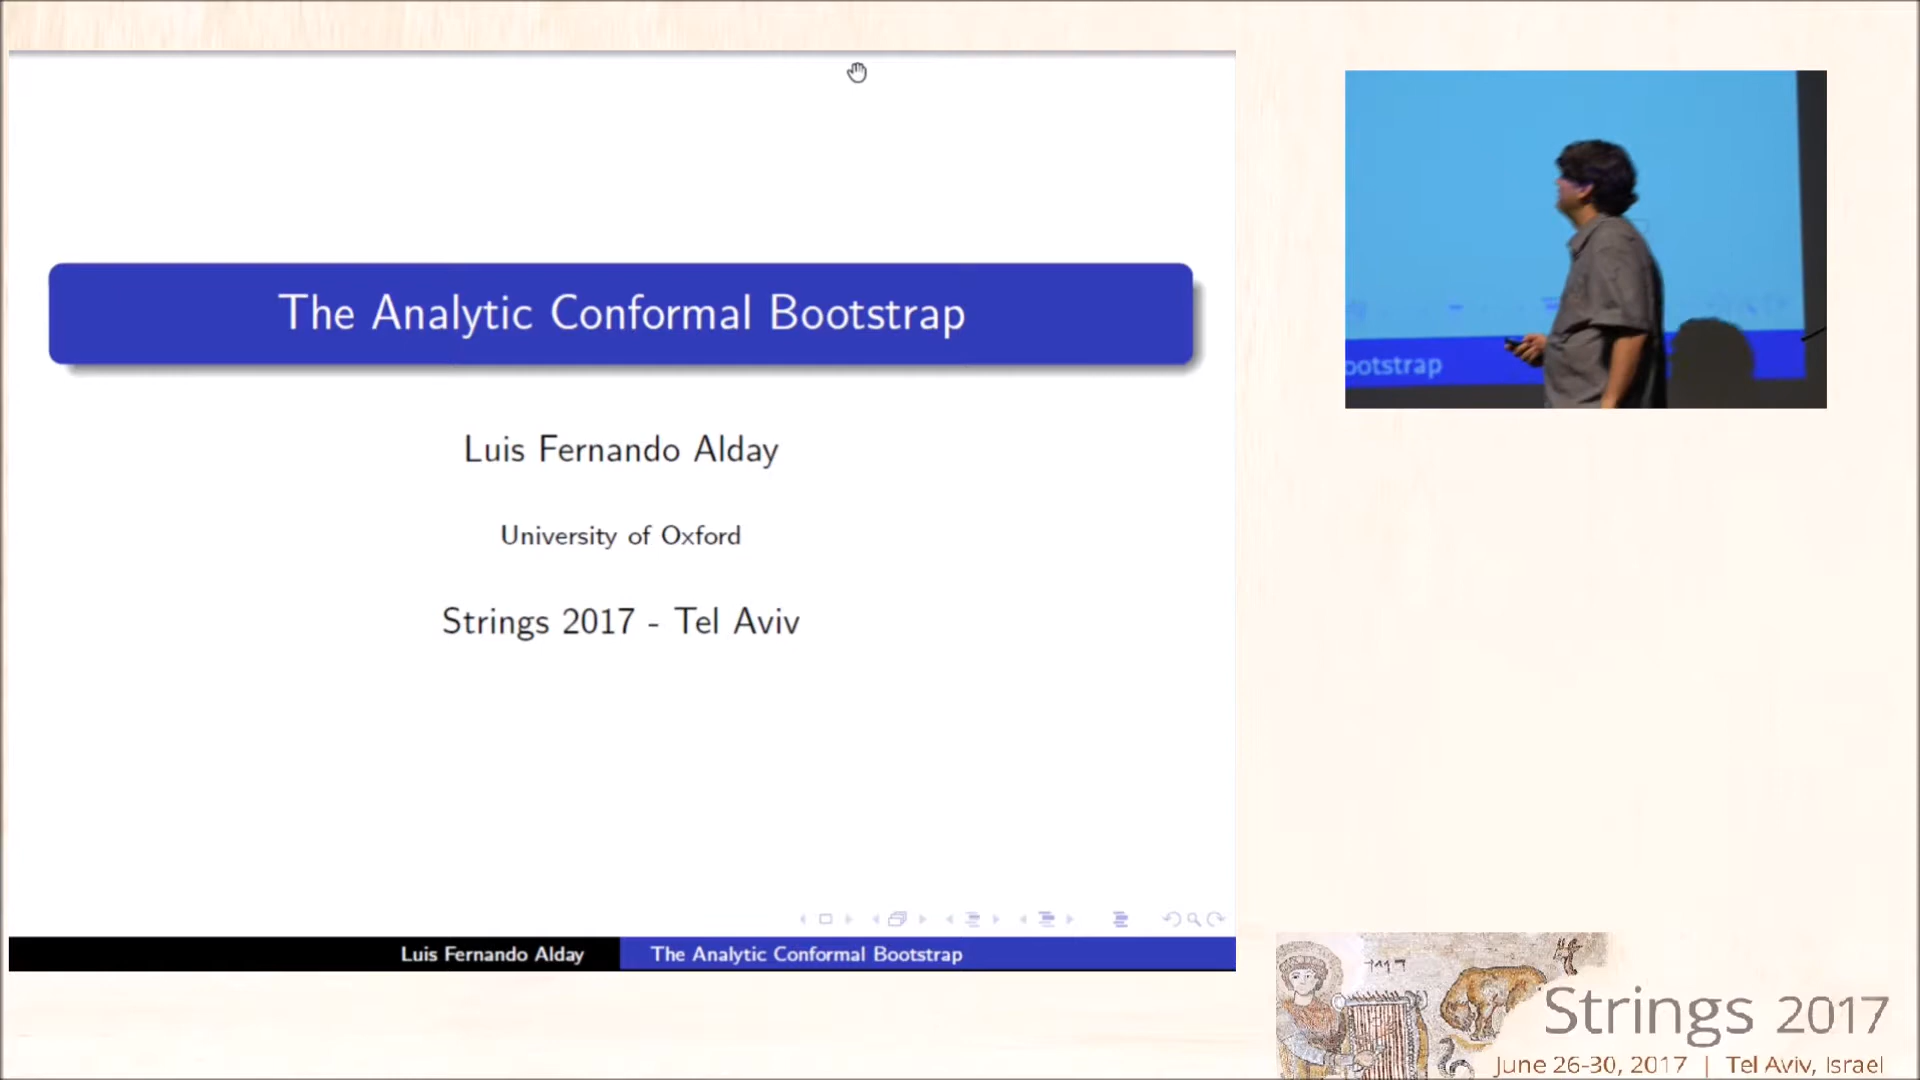 The Analytic Conformal Bootstrap
Luis Fernando Alday
University of Oxford
Strings 2017 - Tel Aviv
Luis Fernando Alday
The Analytic Conformal Bootstrap
ootstrap
Strings 2017
June 26-30, 2017 | Tel Aviv, Israel